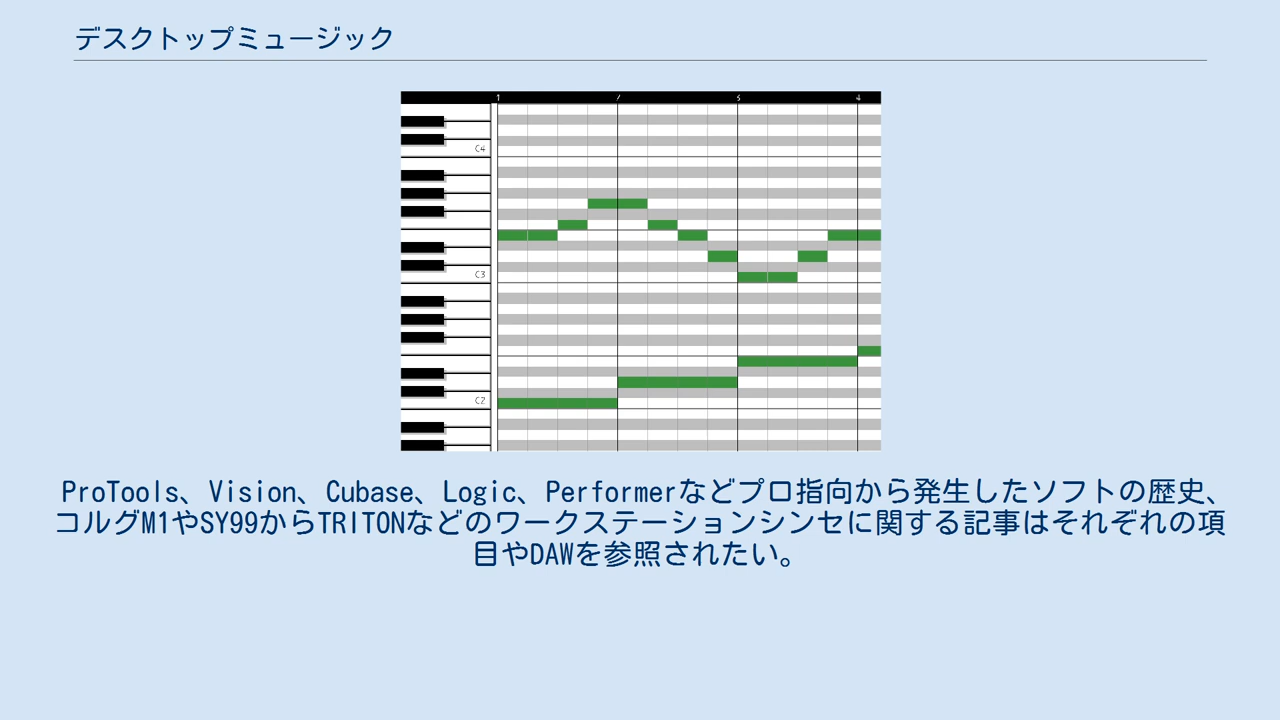 デスクトップミュージック
1 2 3 4
C4
C3
C2
ProTools、Vision、Cubase、Logic、Performerなどプロ指向から発生したソフトの歴史、
コルグM1やSY99からTRITONなどのワークステーションシンセに関する記事はそれぞれの項
目やDAWを参照されたい。